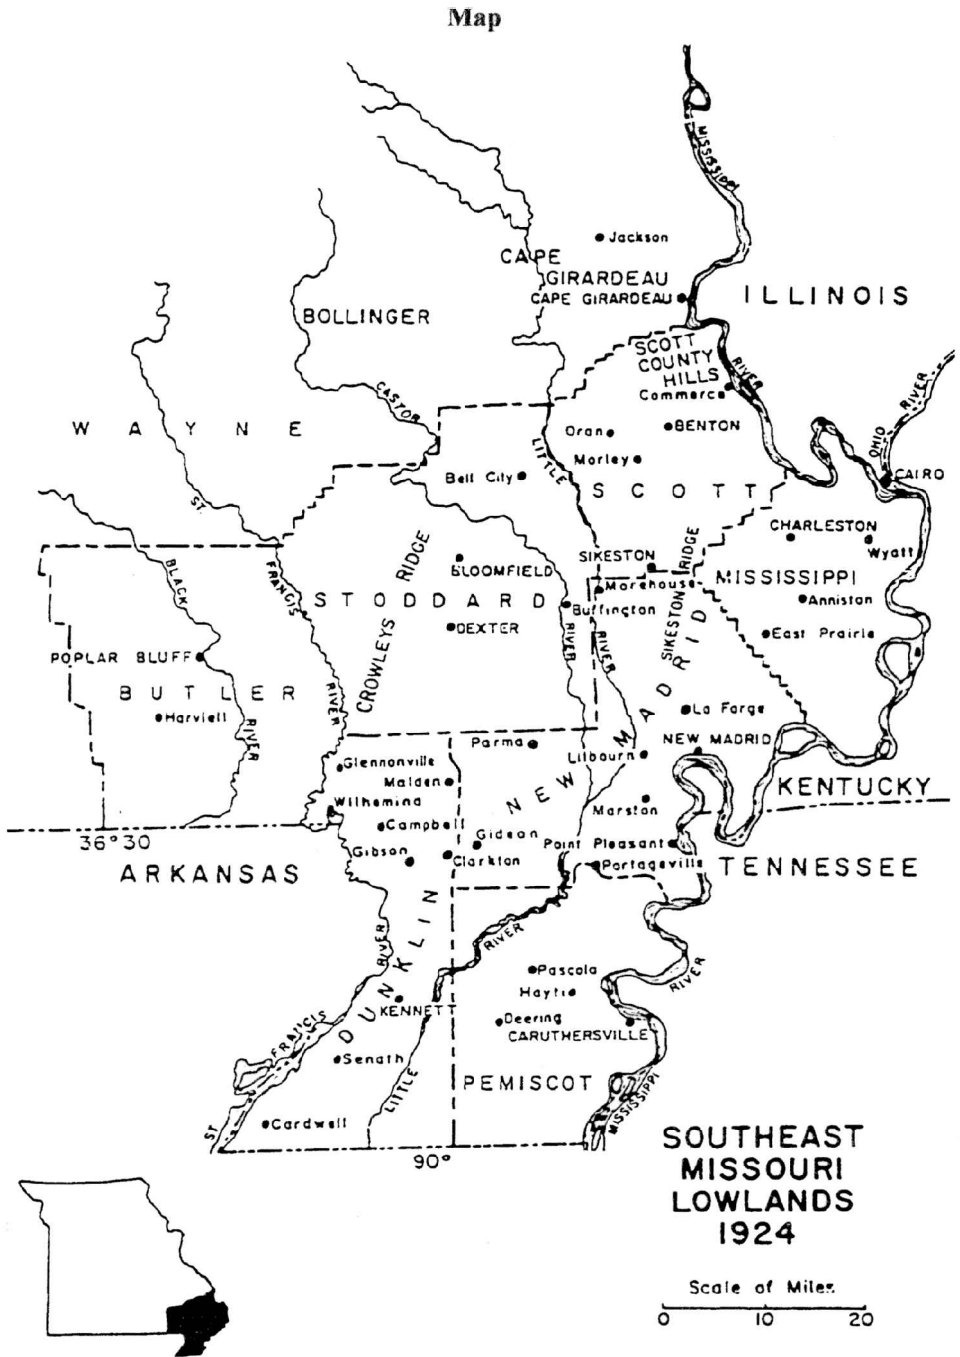 Map
MISSISSIPPI
Jackson
CAPE
GIRARDEAU
CAPE GIRARDEAU
ILLINOIS
BOLLINGER
SCOTT
COUNTY
HILLS
RIVER
Commerce
CASTOR
OHIO
RIVER
WAYNE
Oran
BENTON
LITTLE
Morley
Bell City
CAIRO
SCOTT
ST.
CHARLESTON
Wyatt
CROWLEYS RIDGE
BLOOMFIELD
SIKESTON
SIKESTON RIDGE
BLACK
FRANCIS
Morehouse
MISSISSIPPI
STODDARD
Buffington
Anniston
DEXTER
RIVER
RIVER
East Prairie
POPLAR BLUFF
BUTLER
Harviell
RIVER
RIVER
La Forge
NEW MADRID
Parma
NEW MADRID
Lilbourn
Glennonville
Malden
KENTUCKY
Wilhemina
Marston
Campbell
36°30
Gideon
Point Pleasant
Gibson
Clarkton
Portageville
ARKANSAS
TENNESSEE
DUNKLIN
RIVER
RIVER
RIVER
Pascola
Hayti
KENNETT
Deering
CARUTHERSVILLE
FRANCIS
Senath
LITTLE
PEMISCOT
MISSISSIPPI
ST.
Cardwell
90°
SOUTHEAST
MISSOURI
LOWLANDS
1924
Scale of Miles
0 10 20